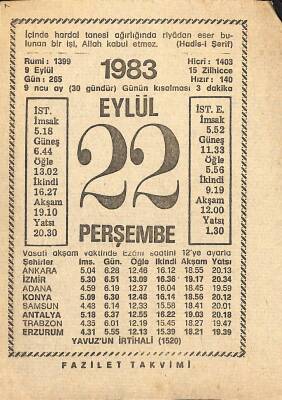 İçinde hardal tanesi ağırlığında riyâdan eser bu-
lunan bir işi, Allah kabul etmez. (Hadîs-i Şerif)
Rumi : 1399 1983 Hicri : 1403
9 Eylül 15 Zilhicce
Gün : 265 Hızır : 140
9 ncu ay (30 gündür) Günün kısalması 3 dakika
EYLÜL
22
PERŞEMBE
İST.
İmsak
5.18
Güneş
6.44
Öğle
13.02
İkindi
16.27
Akşam
19.10
Yatsı
20.30
İST. E.
İmsak
5.52
Güneş
11.33
Öğle
5.56
İkindi
9.19
Akşam
12.00
Yatsı
1.30
Vasati akşam vaktinde Ezâni saatini 12'ye ayarla
Şehirler İms. Gün. Öğle İkindi Akşam Yatsı
ANKARA 5.04 6.28 12.46 16.12 18.55 20.13
İZMİR 5.30 6.51 13.09 16.36 19.17 20.34
ADANA 4.59 6.19 12.37 16.04 18.45 19.59
KONYA 5.09 6.30 12.48 16.14 18.56 20.12
SAMSUN 4.48 6.14 12.33 15.58 18.41 20.01
ANTALYA 5.18 6.37 12.55 16.22 19.03 20.18
TRABZON 4.35 6.01 12.19 15.45 18.27 19.47
ERZURUM 4.31 5.55 12.13 15.39 18.21 19.39
YAVUZ'UN İRTİHALİ (1520)
FAZİLET TAKVİMİ